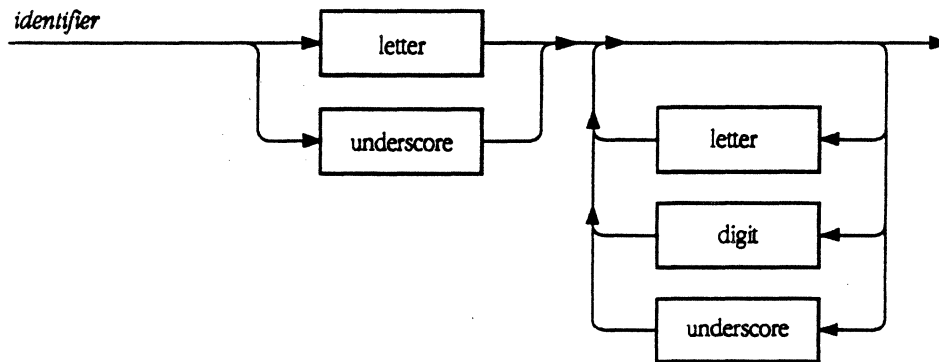 identifier
letter
underscore
letter
digit
underscore